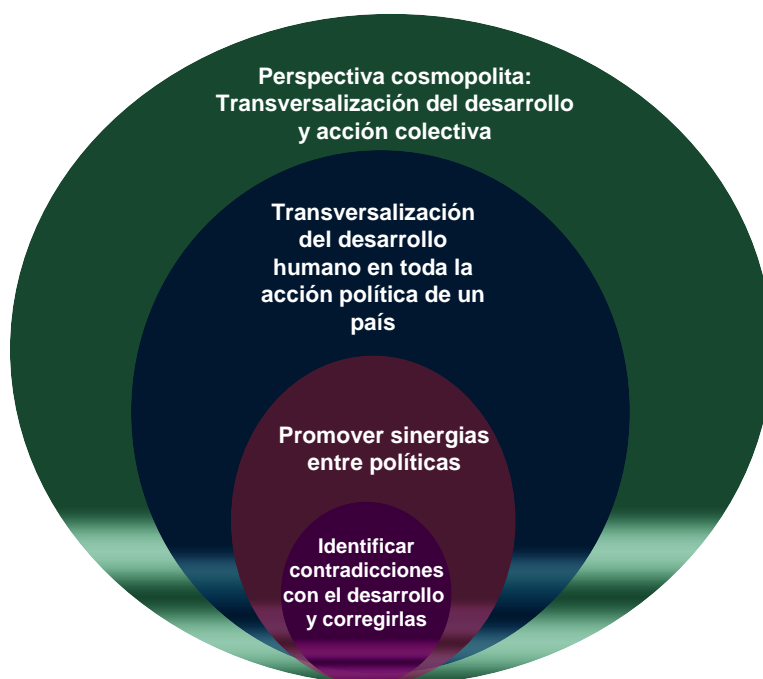 Perspectiva cosmopolita:
Transversalización del desarrollo
y acción colectiva
Transversalización
del desarrollo
humano en toda la
acción política de un
país
Promover sinergias
entre políticas
Identificar
contradicciones
con el desarrollo
y corregirlas